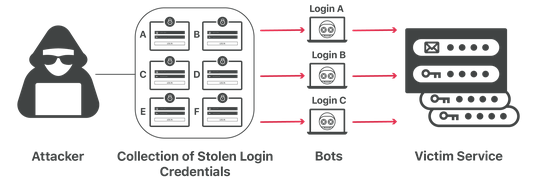 Login A
A
B
Login B
C
D
Login C
E
F
Attacker
Collection of Stolen Login
Credentials
Bots
Victim Service